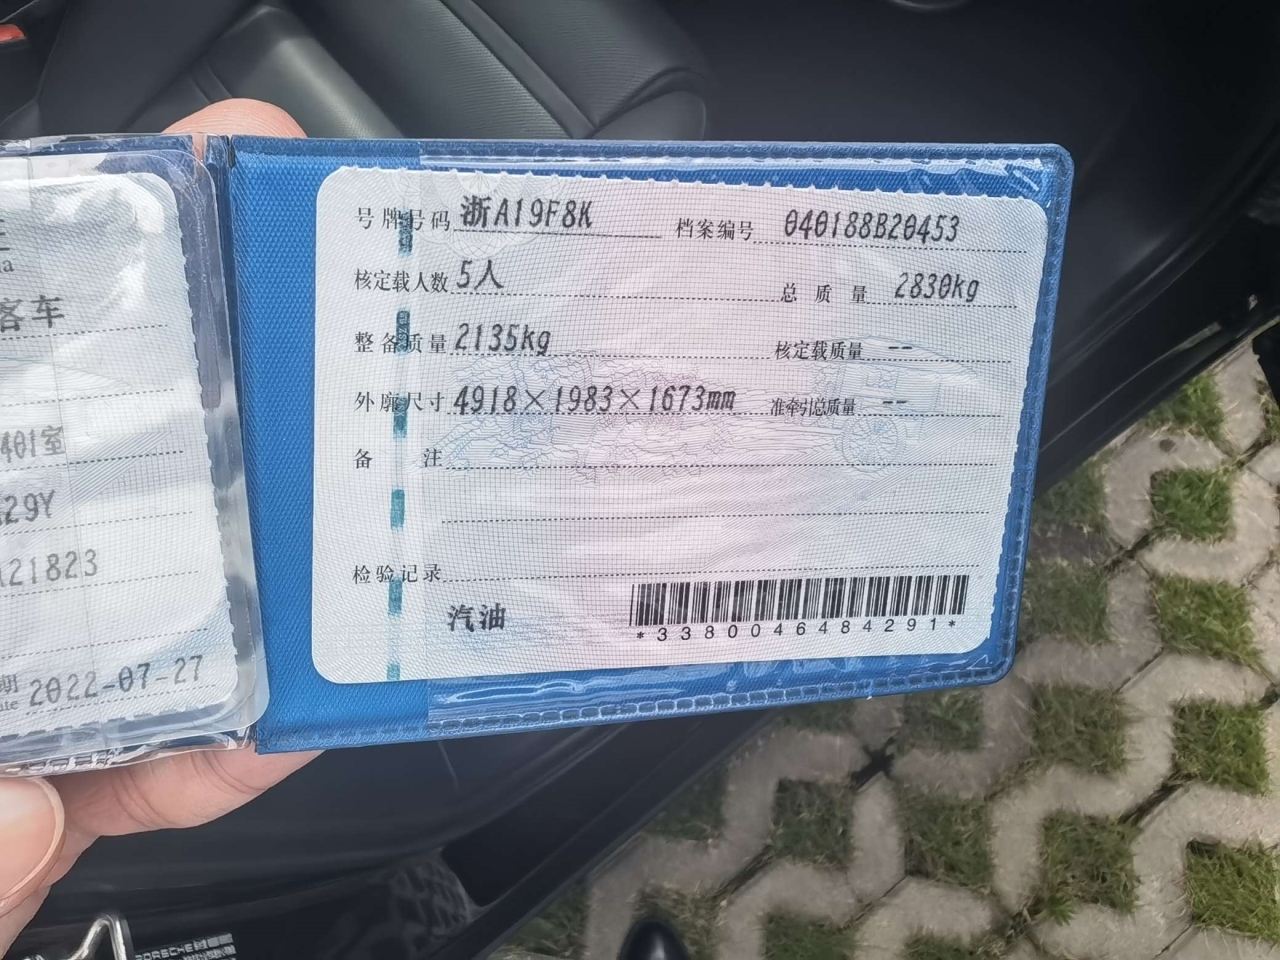 客车
401室
29Y
21823
2022-07-27
号牌号码 浙A19F8K 档案编号 040188B20453
核定载人数 5人 总质量 2830kg
整备质量 2135kg 核定载质量 --
外廓尺寸 4918×1983×1673mm 准牵引总质量 --
备注
检验记录
汽油
*3380046484291*
PORSCHE